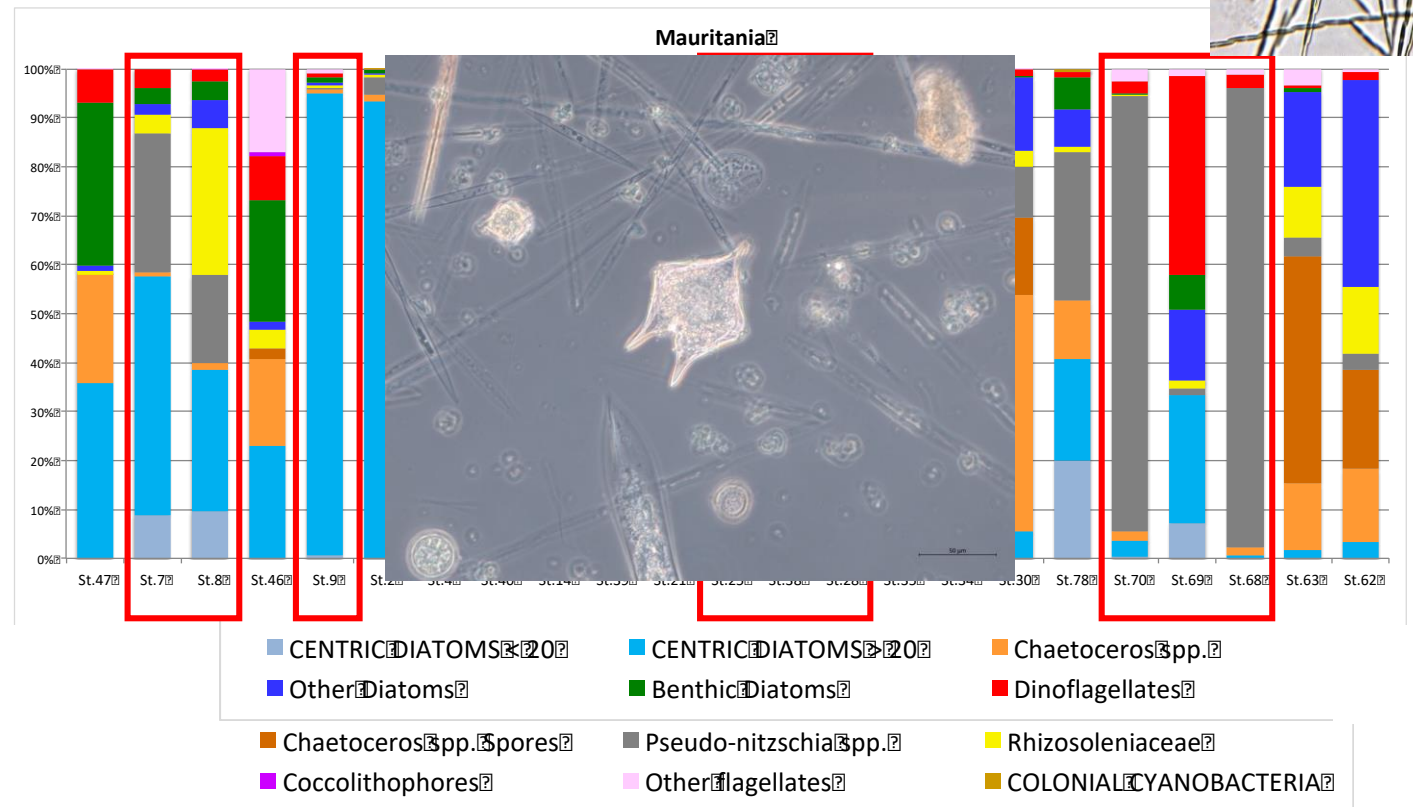 Mauritania
100%
90%
80%
70%
60%
50%
40%
30%
20%
10%
0%
50 µm
St.47 St.7 St.8 St.46 St.9 St.30 St.78 St.70 St.69 St.68 St.63 St.62
CENTRIC DIATOMS < 20 CENTRIC DIATOMS > 20 Chaetoceros spp.
Other Diatoms Benthic Diatoms Dinoflagellates
Chaetoceros spp. Spores Pseudo-nitzschia spp. Rhizosoleniaceae
Coccolithophores Other flagellates COLONIAL CYANOBACTERIA